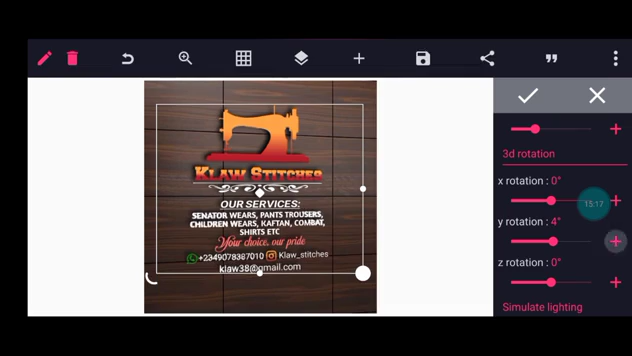 3d rotation
x rotation : 0°
15:17
y rotation : 4°
z rotation : 0°
Simulate lighting
KLAW STITCHES
OUR SERVICES:
SENATOR WEARS, PANTS TROUSERS,
CHILDREN WEARS, KAFTAN, COMBAT,
SHIRTS ETC
Your choice, our pride
+2349078387010 Klaw_stitches
klaw38@gmail.com